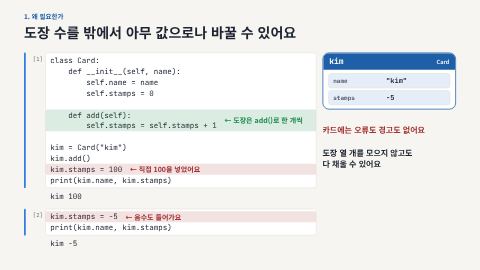 1. 왜 필요한가
도장 수를 밖에서 아무 값으로나 바꿀 수 있어요
[1]
class Card:
    def __init__(self, name):
        self.name = name
        self.stamps = 0
    def add(self):
        self.stamps = self.stamps + 1 ← 도장은 add()로 한 개씩
kim = Card("kim")
kim.add()
kim.stamps = 100 ← 직접 100을 넣었어요
print(kim.name, kim.stamps)
kim 100
[2]
kim.stamps = -5 ← 음수도 들어가요
print(kim.name, kim.stamps)
kim -5
kim Card
name "kim"
stamps -5
카드에는 오류도 경고도 없어요
도장 열 개를 모으지 않고도
다 채울 수 있어요